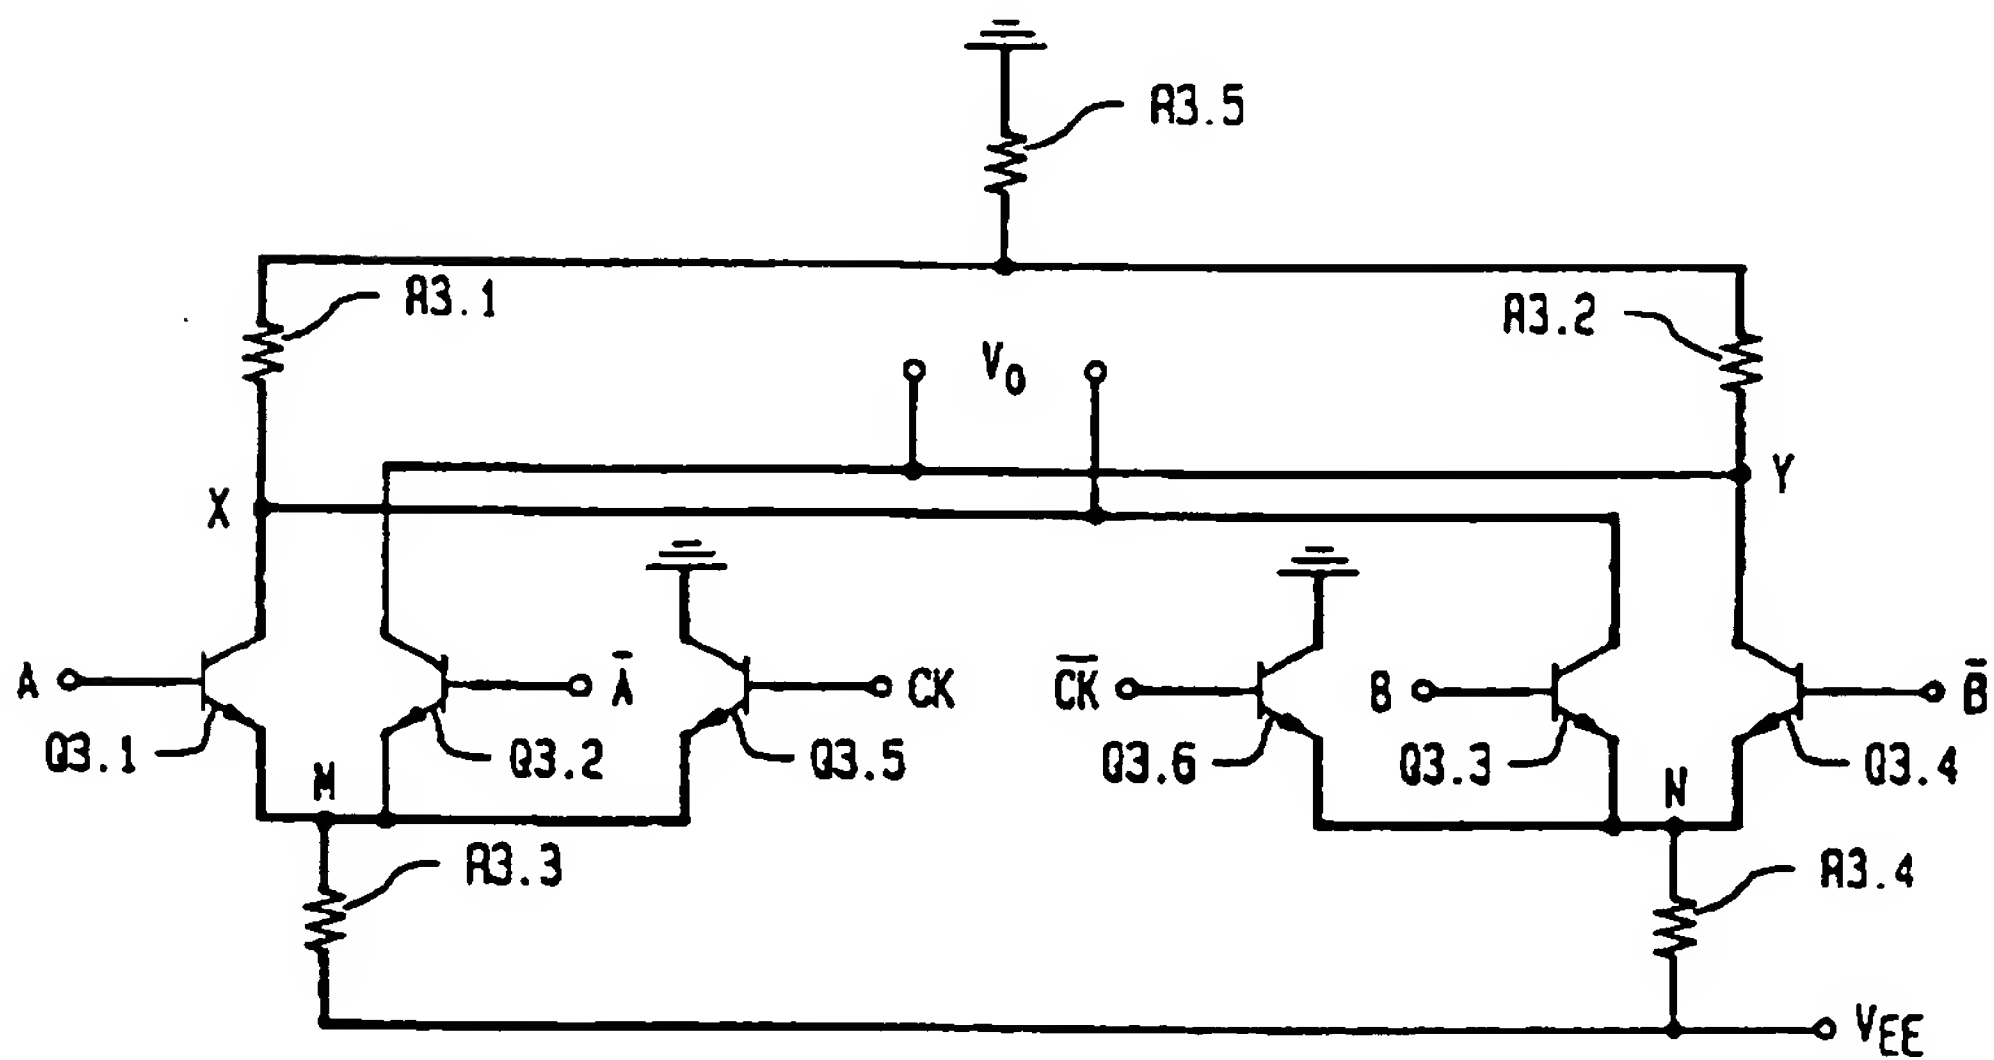 R3.5
R3.1
R3.2
V0
X
Y
A
Ā
CK
C̅K̅
B
B̄
Q3.1
Q3.2
Q3.5
Q3.6
Q3.3
Q3.4
M
N
R3.3
R3.4
VEE